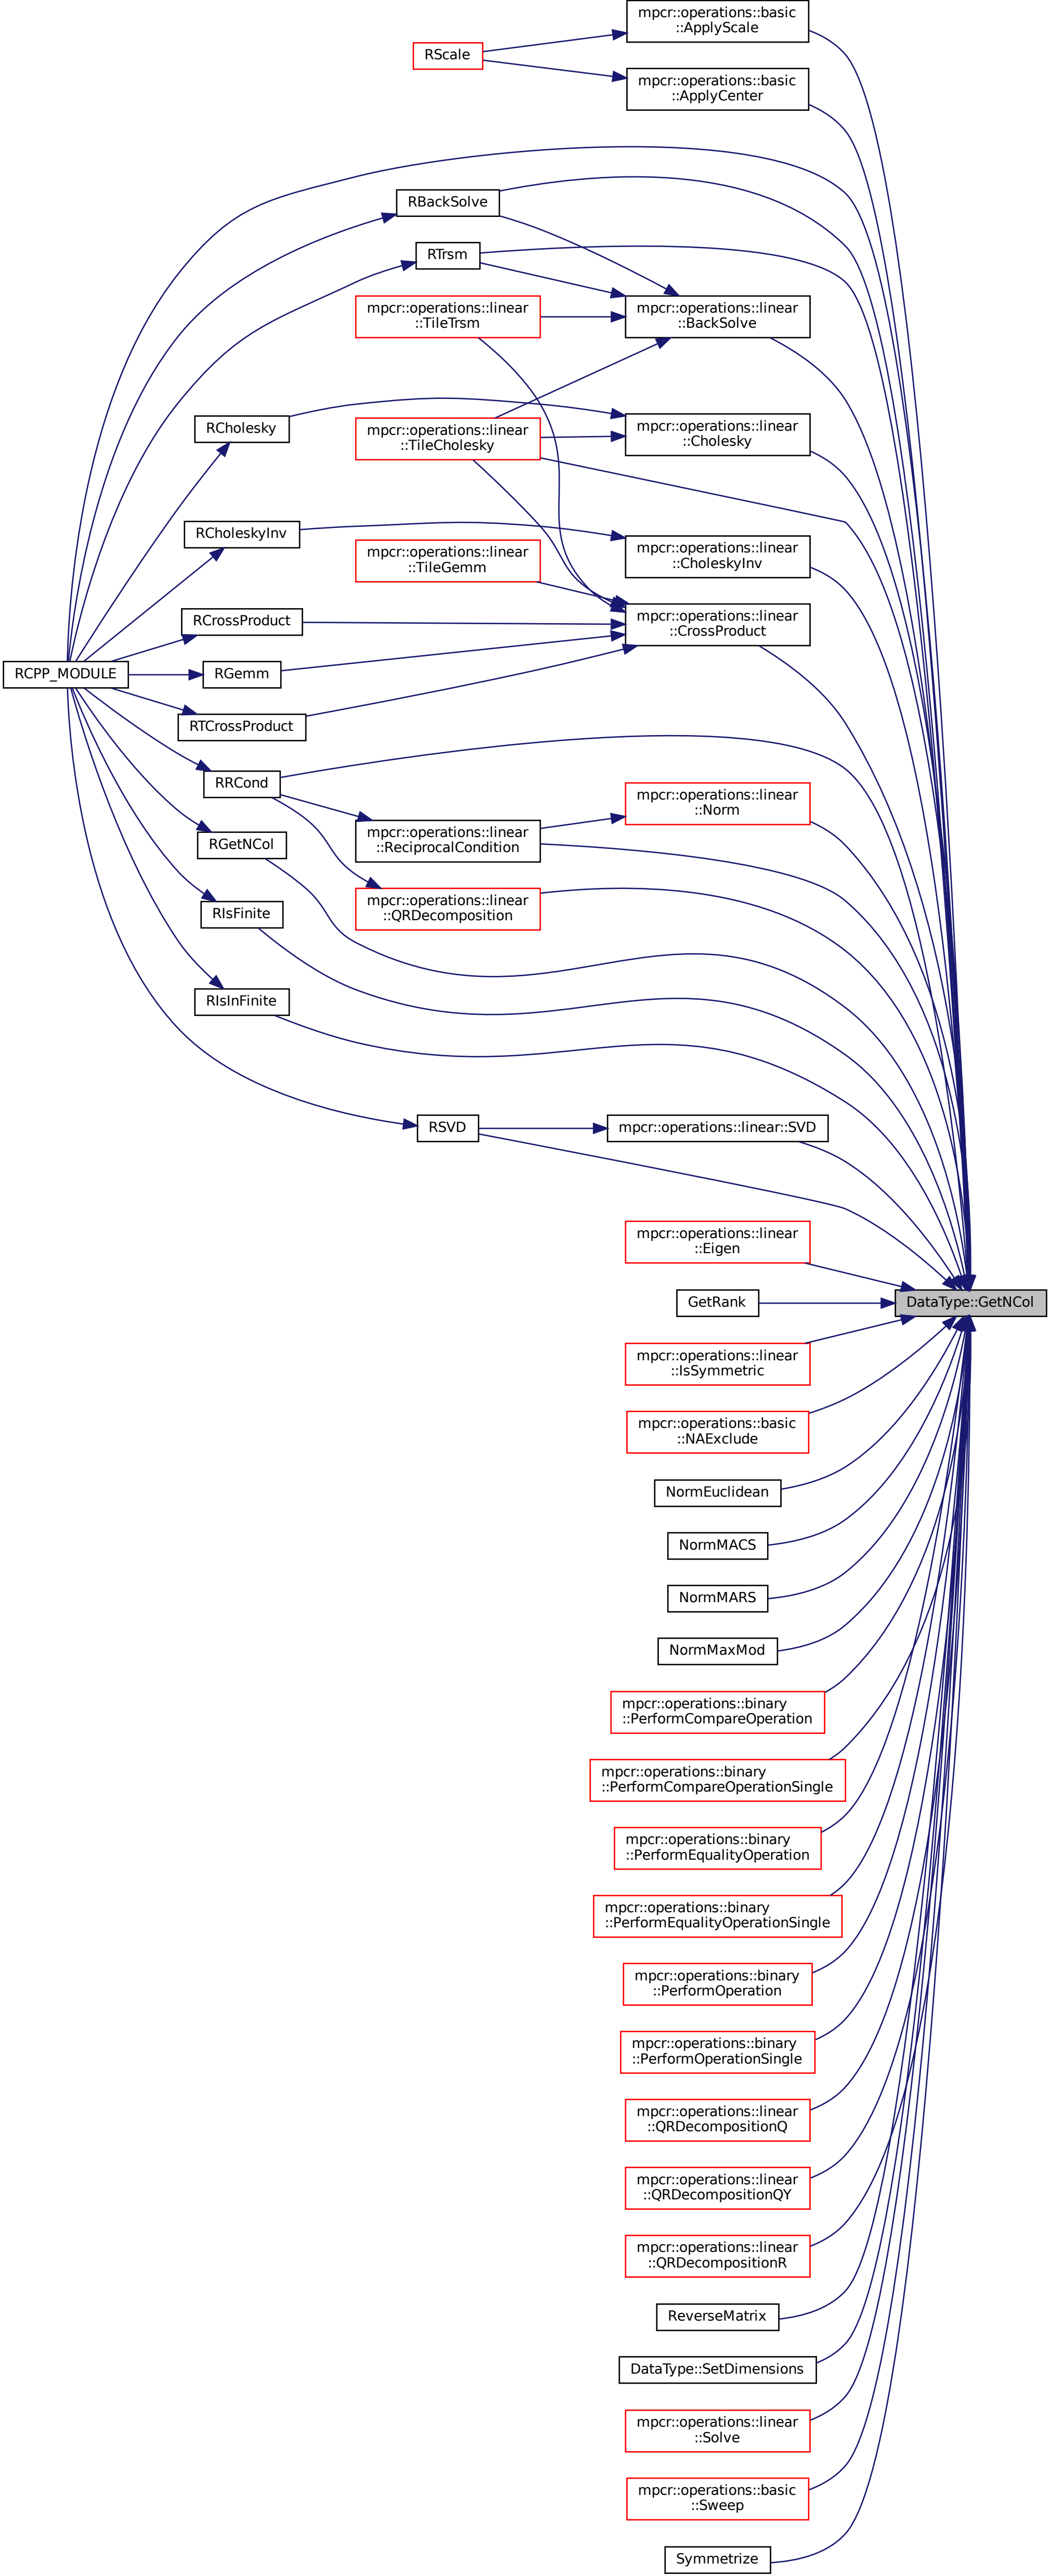 mpcr::operations::basic
::ApplyScale
RScale
mpcr::operations::basic
::ApplyCenter
RBackSolve
RTrsm
mpcr::operations::linear
::TileTrsm
mpcr::operations::linear
::BackSolve
RCholesky
mpcr::operations::linear
::TileCholesky
mpcr::operations::linear
::Cholesky
RCholeskyInv
mpcr::operations::linear
::TileGemm
mpcr::operations::linear
::CholeskyInv
RCrossProduct
mpcr::operations::linear
::CrossProduct
RCPP_MODULE
RGemm
RTCrossProduct
RRCond
mpcr::operations::linear
::Norm
RGetNCol
mpcr::operations::linear
::ReciprocalCondition
RIsFinite
mpcr::operations::linear
::QRDecomposition
RIsInFinite
RSVD
mpcr::operations::linear::SVD
mpcr::operations::linear
::Eigen
GetRank
DataType::GetNCol
mpcr::operations::linear
::IsSymmetric
mpcr::operations::basic
::NAExclude
NormEuclidean
NormMACS
NormMARS
NormMaxMod
mpcr::operations::binary
::PerformCompareOperation
mpcr::operations::binary
::PerformCompareOperationSingle
mpcr::operations::binary
::PerformEqualityOperation
mpcr::operations::binary
::PerformEqualityOperationSingle
mpcr::operations::binary
::PerformOperation
mpcr::operations::binary
::PerformOperationSingle
mpcr::operations::linear
::QRDecompositionQ
mpcr::operations::linear
::QRDecompositionQY
mpcr::operations::linear
::QRDecompositionR
ReverseMatrix
DataType::SetDimensions
mpcr::operations::linear
::Solve
mpcr::operations::basic
::Sweep
Symmetrize